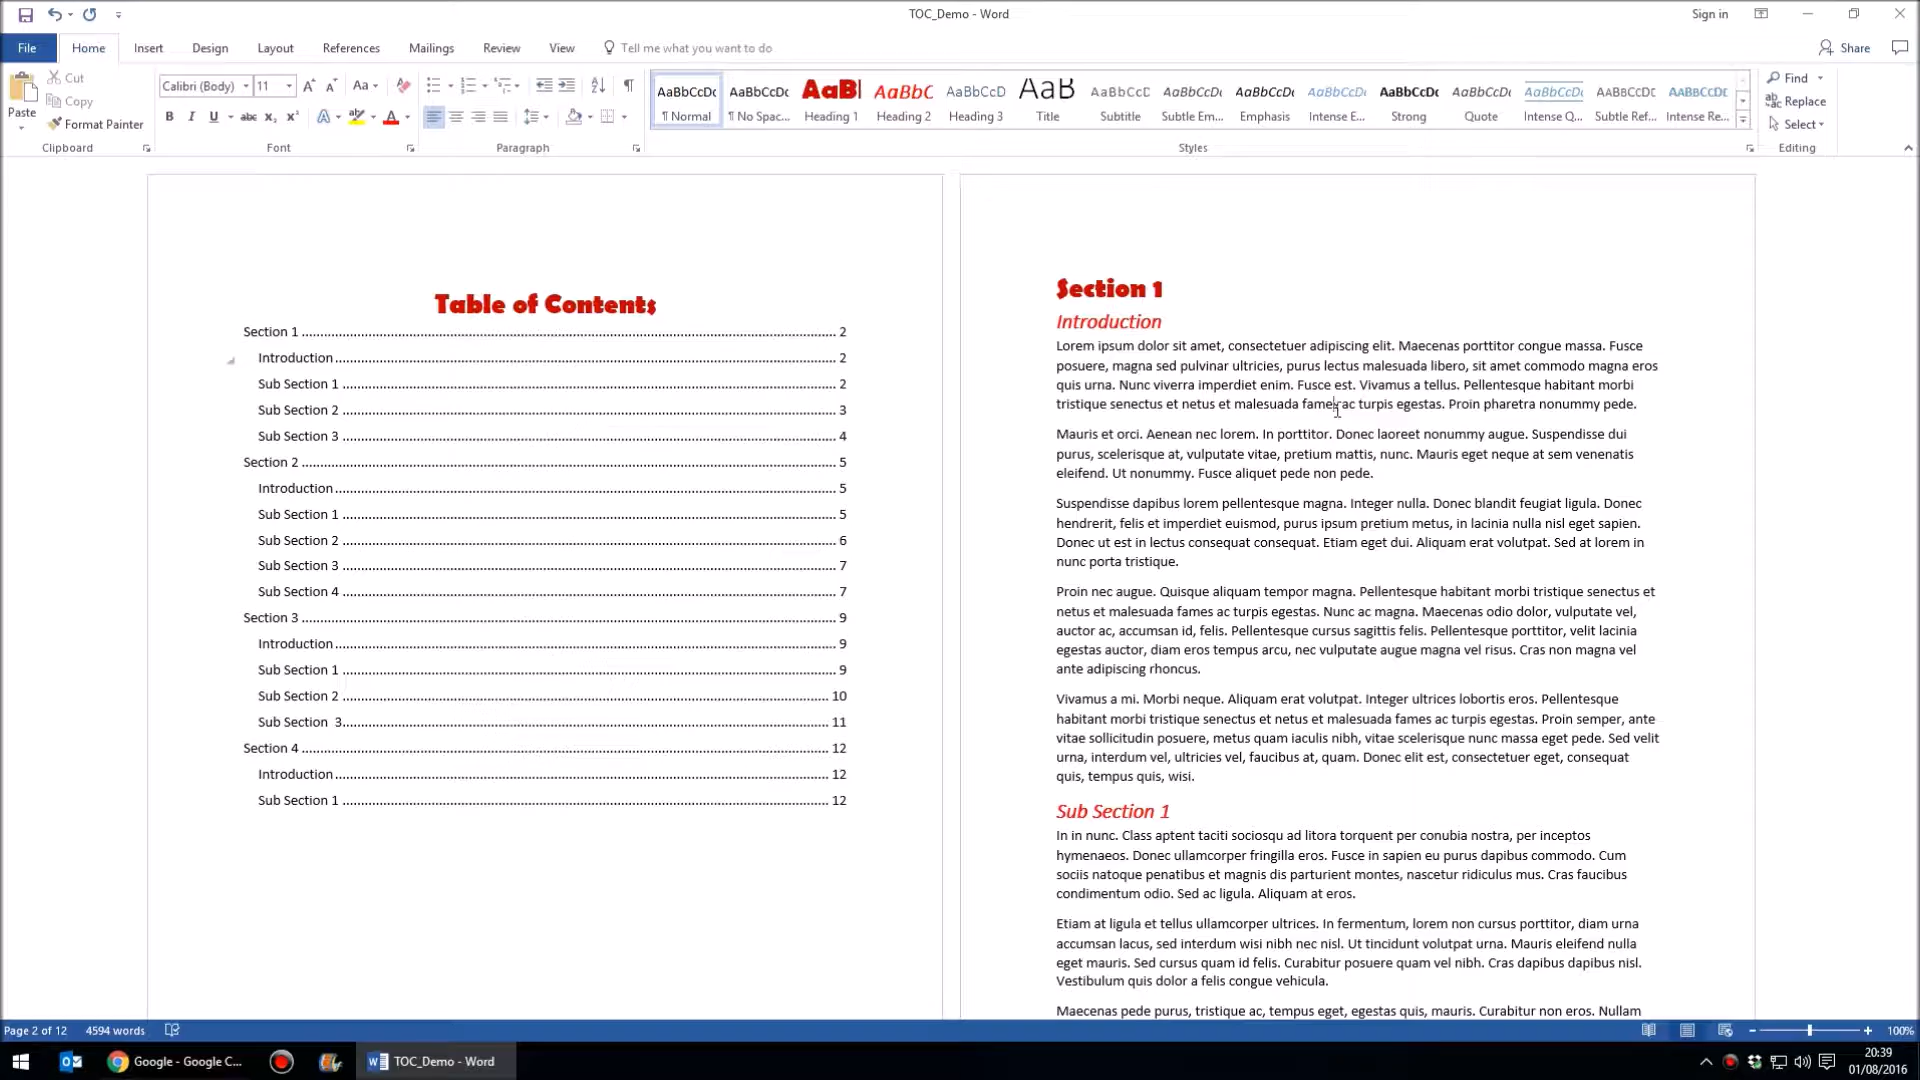 TOC_Demo - Word
Sign in
File Home Insert Design Layout References Mailings Review View Tell me what you want to do
Share
Paste
Cut
Copy
Format Painter
Clipboard
Calibri (Body) 11
Font
Paragraph
AaBbCcDc AaBbCcDc AaBl AaBbC AaBbCcD AaB AaBbCcD AaBbCcDc AaBbCcDc AaBbCcDc AaBbCcDc AaBbCcDc AaBbCcDc AaBbCcDc AaBbCcDc
¶ Normal ¶ No Spac... Heading 1 Heading 2 Heading 3 Title Subtitle Subtle Em... Emphasis Intense E... Strong Quote Intense Q... Subtle Ref... Intense Re...
Styles
Find
Replace
Select
Editing
Table of Contents
Section 1 2
Introduction 2
Sub Section 1 2
Sub Section 2 3
Sub Section 3 4
Section 2 5
Introduction 5
Sub Section 1 5
Sub Section 2 6
Sub Section 3 7
Sub Section 4 7
Section 3 9
Introduction 9
Sub Section 1 9
Sub Section 2 10
Sub Section  3 11
Section 4 12
Introduction 12
Sub Section 1 12
Section 1
Introduction
Lorem ipsum dolor sit amet, consectetuer adipiscing elit. Maecenas porttitor congue massa. Fusce
posuere, magna sed pulvinar ultricies, purus lectus malesuada libero, sit amet commodo magna eros
quis urna. Nunc viverra imperdiet enim. Fusce est. Vivamus a tellus. Pellentesque habitant morbi
tristique senectus et netus et malesuada fames ac turpis egestas. Proin pharetra nonummy pede.
Mauris et orci. Aenean nec lorem. In porttitor. Donec laoreet nonummy augue. Suspendisse dui
purus, scelerisque at, vulputate vitae, pretium mattis, nunc. Mauris eget neque at sem venenatis
eleifend. Ut nonummy. Fusce aliquet pede non pede.
Suspendisse dapibus lorem pellentesque magna. Integer nulla. Donec blandit feugiat ligula. Donec
hendrerit, felis et imperdiet euismod, purus ipsum pretium metus, in lacinia nulla nisl eget sapien.
Donec ut est in lectus consequat consequat. Etiam eget dui. Aliquam erat volutpat. Sed at lorem in
nunc porta tristique.
Proin nec augue. Quisque aliquam tempor magna. Pellentesque habitant morbi tristique senectus et
netus et malesuada fames ac turpis egestas. Nunc ac magna. Maecenas odio dolor, vulputate vel,
auctor ac, accumsan id, felis. Pellentesque cursus sagittis felis. Pellentesque porttitor, velit lacinia
egestas auctor, diam eros tempus arcu, nec vulputate augue magna vel risus. Cras non magna vel
ante adipiscing rhoncus.
Vivamus a mi. Morbi neque. Aliquam erat volutpat. Integer ultrices lobortis eros. Pellentesque
habitant morbi tristique senectus et netus et malesuada fames ac turpis egestas. Proin semper, ante
vitae sollicitudin posuere, metus quam iaculis nibh, vitae scelerisque nunc massa eget pede. Sed velit
urna, interdum vel, ultricies vel, faucibus at, quam. Donec elit est, consectetuer eget, consequat
quis, tempus quis, wisi.
Sub Section 1
In in nunc. Class aptent taciti sociosqu ad litora torquent per conubia nostra, per inceptos
hymenaeos. Donec ullamcorper fringilla eros. Fusce in sapien eu purus dapibus commodo. Cum
sociis natoque penatibus et magnis dis parturient montes, nascetur ridiculus mus. Cras faucibus
condimentum odio. Sed ac ligula. Aliquam at eros.
Etiam at ligula et tellus ullamcorper ultrices. In fermentum, lorem non cursus porttitor, diam urna
accumsan lacus, sed interdum wisi nibh nec nisl. Ut tincidunt volutpat urna. Mauris eleifend nulla
eget mauris. Sed cursus quam id felis. Curabitur posuere quam vel nibh. Cras dapibus dapibus nisl.
Vestibulum quis dolor a felis congue vehicula.
Maecenas pede purus, tristique ac, tempus eget, egestas quis, mauris. Curabitur non eros. Nullam
Page 2 of 12 4594 words
100%
Google - Google C...
TOC_Demo - Word
20:39
01/08/2016